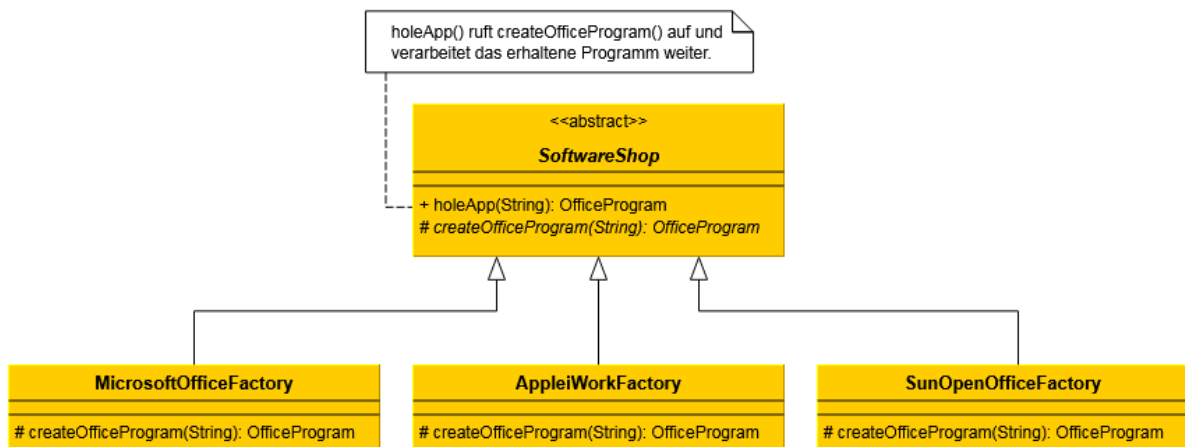 holeApp() ruft createOfficeProgram() auf und
verarbeitet das erhaltene Programm weiter.
<<abstract>>
SoftwareShop
+ holeApp(String): OfficeProgram
# createOfficeProgram(String): OfficeProgram
MicrosoftOfficeFactory
# createOfficeProgram(String): OfficeProgram
AppleiWorkFactory
# createOfficeProgram(String): OfficeProgram
SunOpenOfficeFactory
# createOfficeProgram(String): OfficeProgram